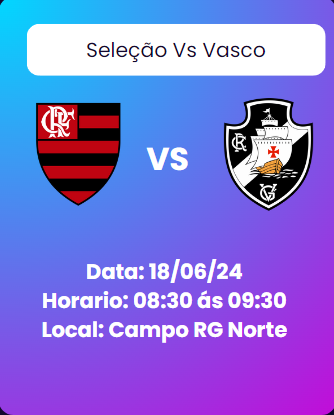 Seleção Vs Vasco
VS
Data: 18/06/24
Horario: 08:30 ás 09:30
Local: Campo RG Norte